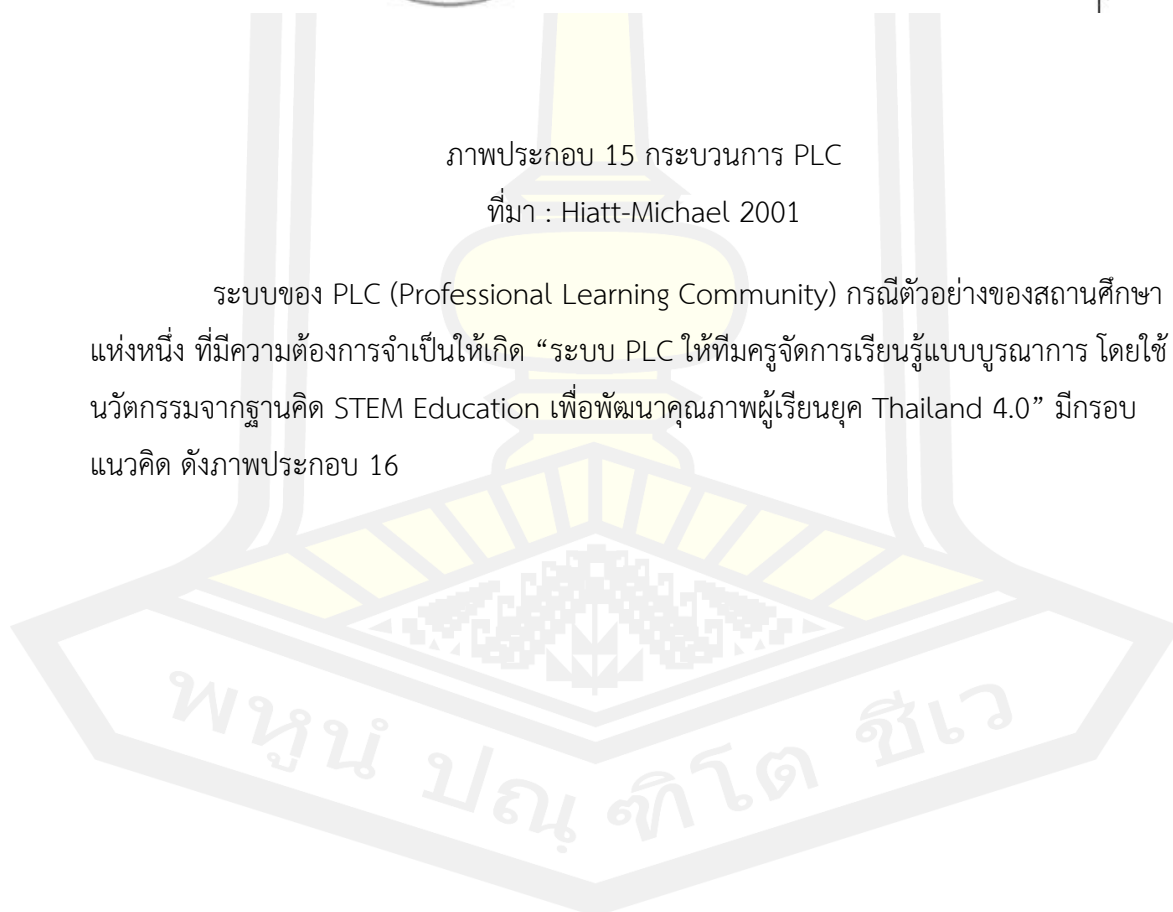 ภาพประกอบ 15 กระบวนการ PLC
ที่มา : Hiatt-Michael 2001
ระบบของ PLC (Professional Learning Community) กรณีตัวอย่างของสถานศึกษา
แห่งหนึ่ง ที่มีความต้องการจำเป็นให้เกิด “ระบบ PLC ให้ทีมครูจัดการเรียนรู้แบบบูรณาการ โดยใช้
นวัตกรรมจากฐานคิด STEM Education เพื่อพัฒนาคุณภาพผู้เรียนยุค Thailand 4.0” มีกรอบ
แนวคิด ดังภาพประกอบ 16
พหูนํ ปณฺฑิโต ชีเว